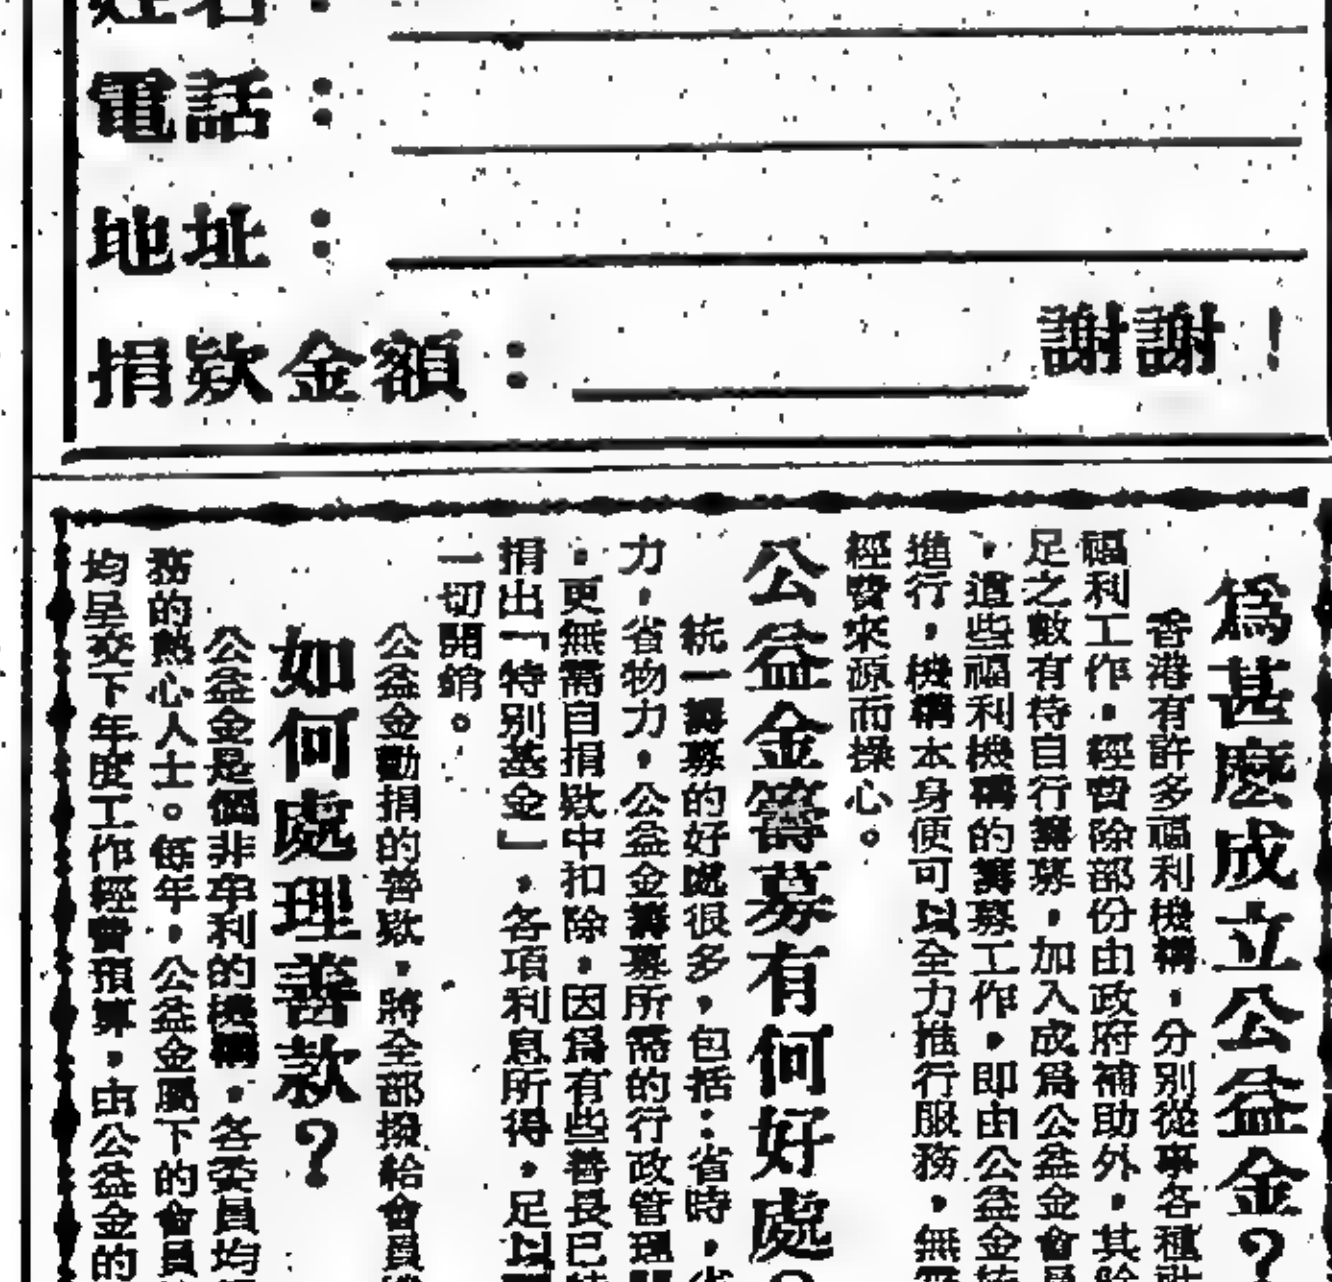 姓名：
電話：
地址：
捐欵金額：
謝謝！
爲甚麽成立公益金？
香港有許多福利機構，分別從事各種社
福利工作，經費除部份由政府補助外，其餘
足之數有待自行籌募，加入成爲公益金會員
，這些福利機構的籌募工作，即由公益金統
進行，機構本身便可以全力推行服務，無需
經費來源而操心。
公益金籌募有何好處？
統一籌募的好處很多，包括：省時，省
力，省物力，公益金籌募所需的行政管理
，更無需自捐欵中扣除，因爲有些善長已
捐出「特別基金」，各項利息所得，足以
一切開銷。
公益金勸捐的善欵，將全部撥給會員
如何處理善款？
公益金是個非牟利的機構，各委員均
務的熱心人士。每年，公益金屬下的會員
均呈交下年度工作經費預算，由公益金的